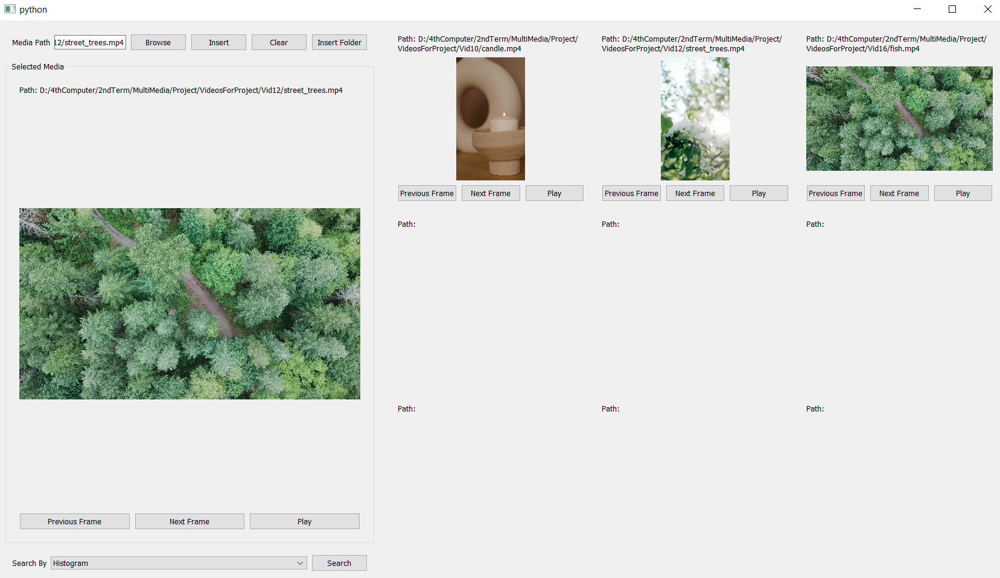 python
Media Path
12/street_trees.mp4
Browse
Insert
Clear
Insert Folder
Selected Media
Path: D:/4thComputer/2ndTerm/MultiMedia/Project/VideosForProject/Vid12/street_trees.mp4
Previous Frame
Next Frame
Play
Search By
Histogram
Search
Path: D:/4thComputer/2ndTerm/MultiMedia/Project/
VideosForProject/Vid10/candle.mp4
Previous Frame
Next Frame
Play
Path: D:/4thComputer/2ndTerm/MultiMedia/Project/
VideosForProject/Vid12/street_trees.mp4
Previous Frame
Next Frame
Play
Path: D:/4thComputer/2ndTerm/MultiMedia/Project/
VideosForProject/Vid16/fish.mp4
Previous Frame
Next Frame
Play
Path:
Path:
Path:
Path:
Path:
Path: